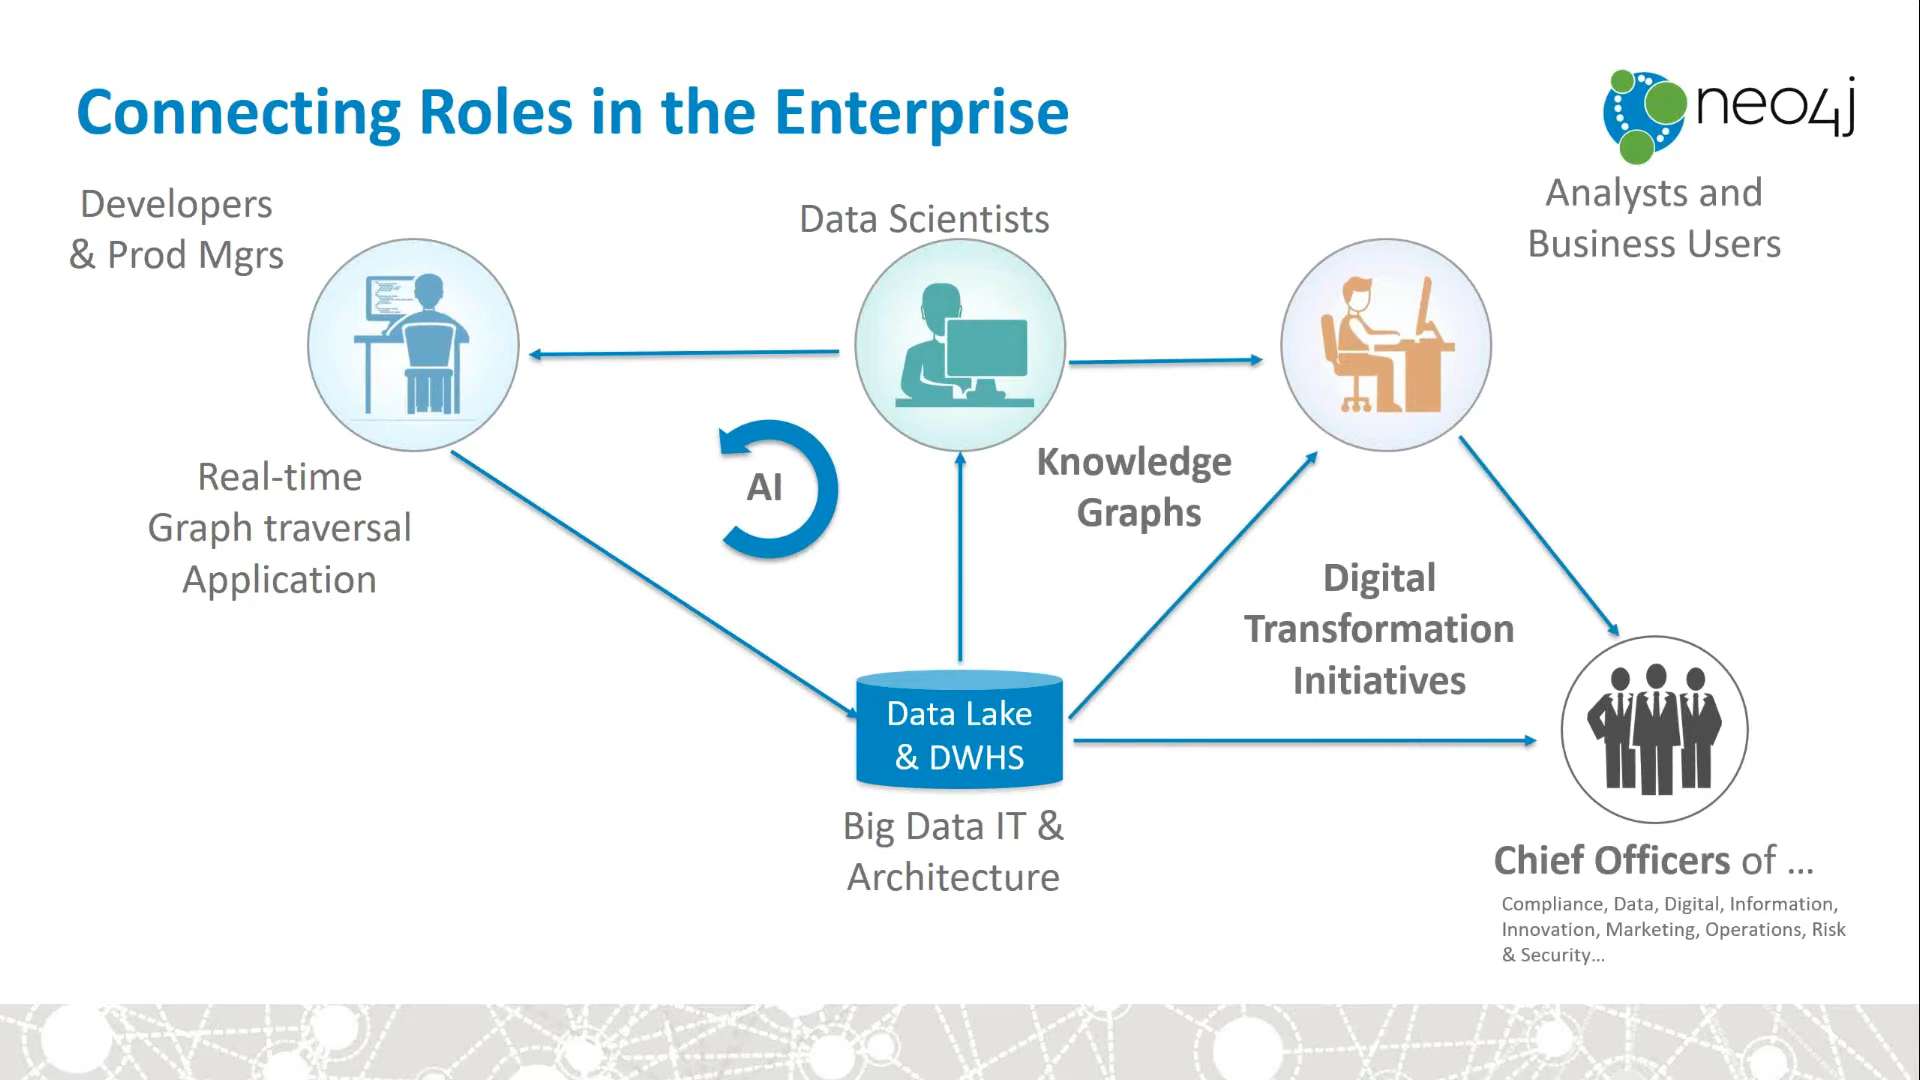 Connecting Roles in the Enterprise
neo4j
Developers
& Prod Mgrs
Data Scientists
Analysts and
Business Users
Real-time
Graph traversal
Application
AI
Knowledge
Graphs
Digital
Transformation
Initiatives
Data Lake
& DWHS
Big Data IT &
Architecture
Chief Officers of ...
Compliance, Data, Digital, Information,
Innovation, Marketing, Operations, Risk
& Security...